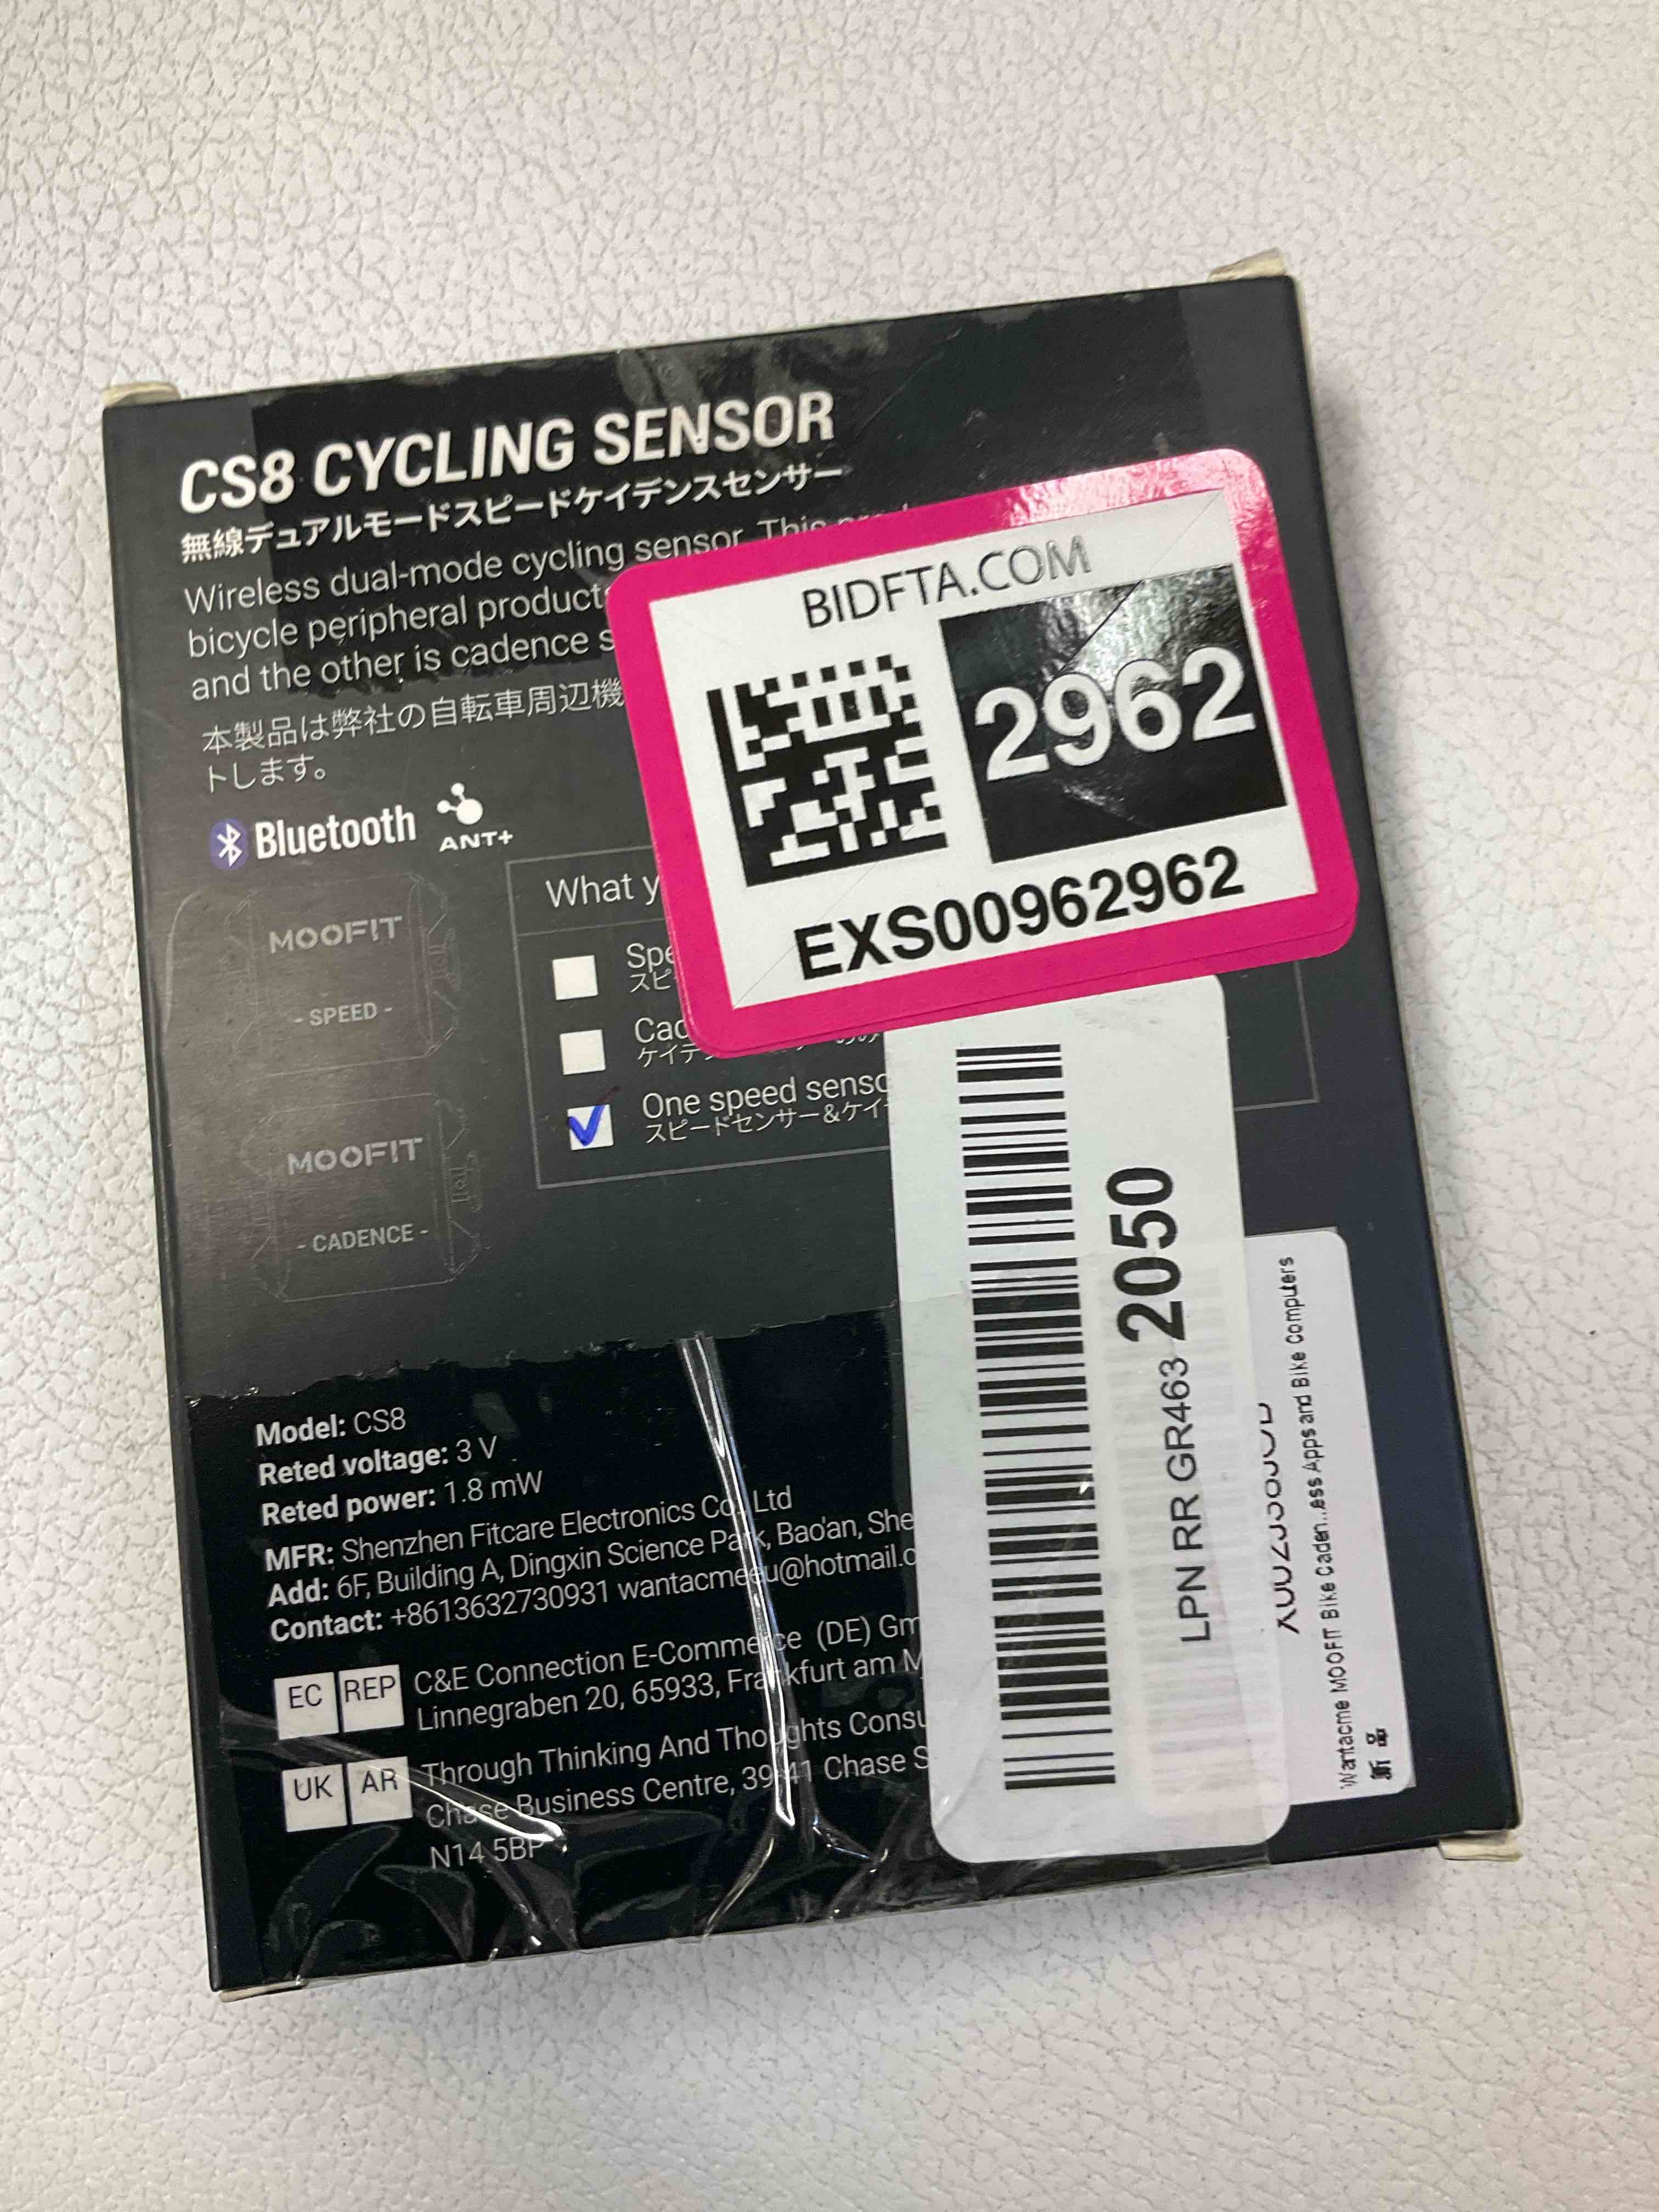 CS8 CYCLING SENSOR
無線デュアルモードスピードケイデンスセンサー
Wireless dual-mode cycling sensor. This
bicycle peripheral products
and the other is cadence s
本製品は弊社の自転車周辺機
トします。
Bluetooth
ANT+
MOOFIT
- SPEED -
MOOFIT
- CADENCE -
What y
Spe
スピ
Cad
ケイデ
One speed senso
スピードセンサー&ケイ
BIDFTA.COM
2962
EXS00962962
LPN RR GR463 2050
Wantacme MOOFIT Bike Caden...ess Apps and Bike Computers
新品
Model: CS8
Reted voltage: 3 V
Reted power: 1.8 mW
MFR: Shenzhen Fitcare Electronics Co., Ltd
Add: 6F, Building A, Dingxin Science Park, Bao'an, She
Contact: +8613632730931 wantacmeeu@hotmail.c
EC REP
C&E Connection E-Commerce (DE) Gm
Linnegraben 20, 65933, Frankfurt am M
UK AR
Through Thinking And Thoughts Consu
Chase Business Centre, 39-41 Chase S
N14 5BP